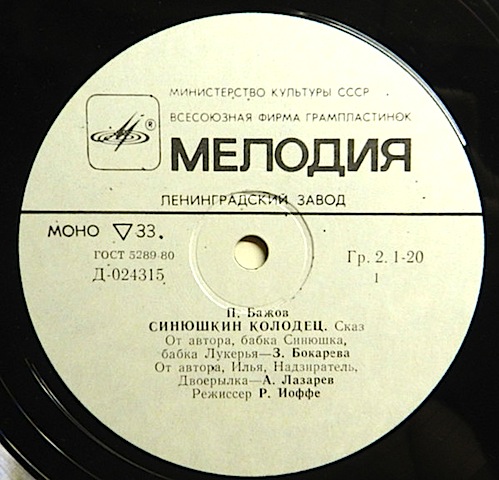 МИНИСТЕРСТВО КУЛЬТУРЫ СССР
ВСЕСОЮЗНАЯ ФИРМА ГРАМПЛАСТИНОК
®
МЕЛОДИЯ
ЛЕНИНГРАДСКИЙ ЗАВОД
МОНО ▽ 33.
ГОСТ 5289-80
Д-024315
Гр. 2. 1-20
1
П. Бажов
СИНЮШКИН КОЛОДЕЦ. Сказ
От автора, бабка Синюшка,
бабка Лукерья—З. Бокарева
От автора, Илья, Надзиратель,
Двоерылка—А. Лазарев
Режиссер Р. Иоффе